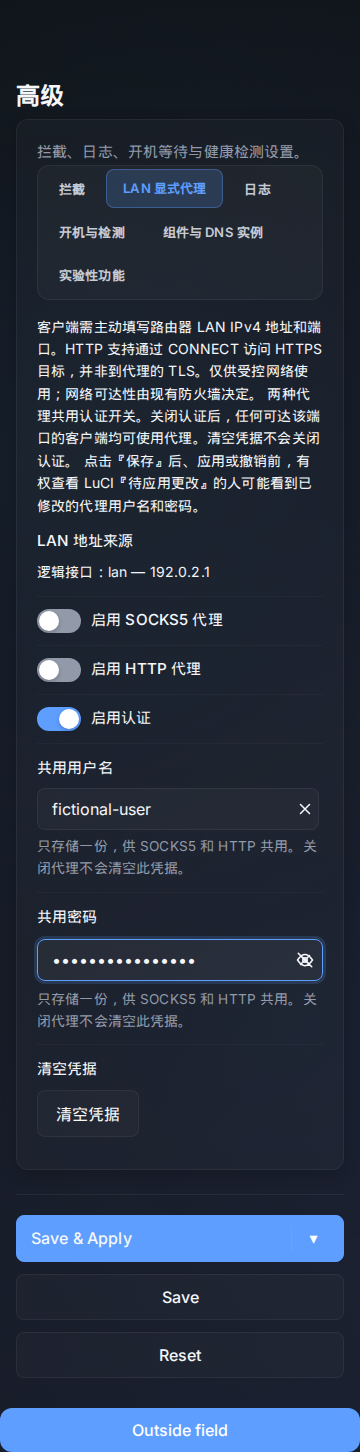 高级
拦截、日志、开机等待与健康检测设置。
拦截
LAN 显式代理
日志
开机与检测
组件与 DNS 实例
实验性功能
客户端需主动填写路由器 LAN IPv4 地址和端
口。HTTP 支持通过 CONNECT 访问 HTTPS
目标，并非到代理的 TLS。仅供受控网络使
用；网络可达性由现有防火墙决定。 两种代
理共用认证开关。关闭认证后，任何可达该端
口的客户端均可使用代理。清空凭据不会关闭
认证。 点击『保存』后、应用或撤销前，有
权查看 LuCI『待应用更改』的人可能看到已
修改的代理用户名和密码。
LAN 地址来源
逻辑接口：lan — 192.0.2.1
启用 SOCKS5 代理
启用 HTTP 代理
启用认证
共用用户名
fictional-user
只存储一份，供 SOCKS5 和 HTTP 共用。关
闭代理不会清空此凭据。
共用密码
••••••••••••••••
只存储一份，供 SOCKS5 和 HTTP 共用。关
闭代理不会清空此凭据。
清空凭据
清空凭据
Save & Apply
Save
Reset
Outside field